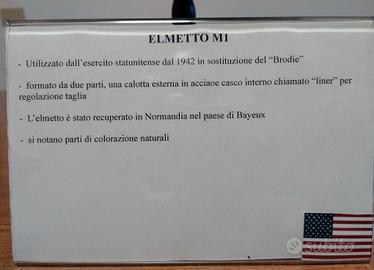 ELMETTO M1
- Utilizzato dall'esercito statunitense dal 1942 in sostituzione del "Brodie"
- formato da due parti, una calotta esterna in acciaoe casco interno chiamato "liner" per
regolazione taglia
- L'elmetto è stato recuperato in Normandia nel paese di Bayeux
- si notano parti di colorazione naturali
subito